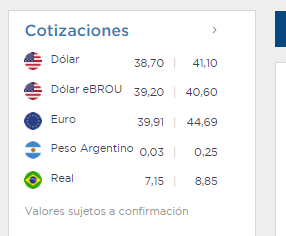 Cotizaciones
Dólar 38,70 | 41,10
Dólar eBROU 39,20 | 40,60
Euro 39,91 | 44,69
Peso Argentino 0,03 | 0,25
Real 7,15 | 8,85
Valores sujetos a confirmación